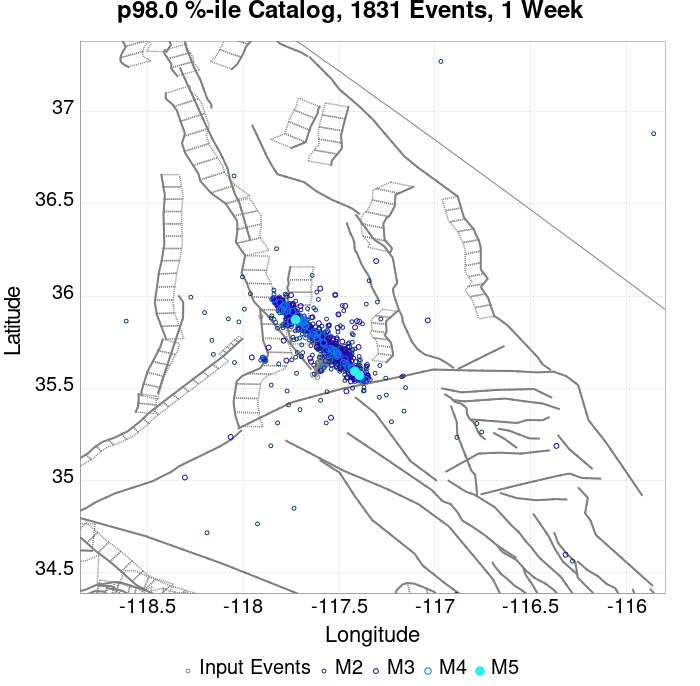 p98.0 %-ile Catalog, 1831 Events, 1 Week
37
36.5
36
35.5
35
34.5
Latitude
-118.5 -118 -117.5 -117 -116.5 -116
Longitude
Input Events M2 M3 M4 M5